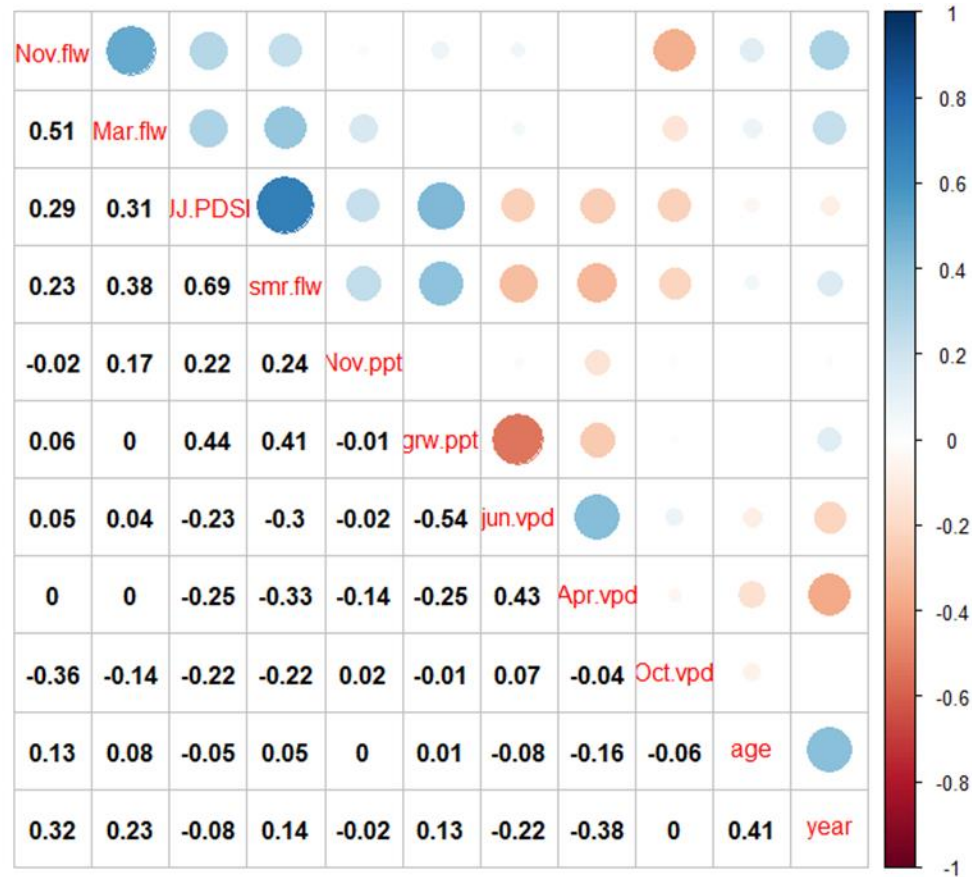 Nov.flw
0.51 Mar.flw
0.29 0.31 JJ.PDSI
0.23 0.38 0.69 smr.flw
-0.02 0.17 0.22 0.24 Nov.ppt
0.06 0 0.44 0.41 -0.01 grw.ppt
0.05 0.04 -0.23 -0.3 -0.02 -0.54 jun.vpd
0 0 -0.25 -0.33 -0.14 -0.25 0.43 Apr.vpd
-0.36 -0.14 -0.22 -0.22 0.02 -0.01 0.07 -0.04 Oct.vpd
0.13 0.08 -0.05 0.05 0 0.01 -0.08 -0.16 -0.06 age
0.32 0.23 -0.08 0.14 -0.02 0.13 -0.22 -0.38 0 0.41 year
1
0.8
0.6
0.4
0.2
0
-0.2
-0.4
-0.6
-0.8
-1